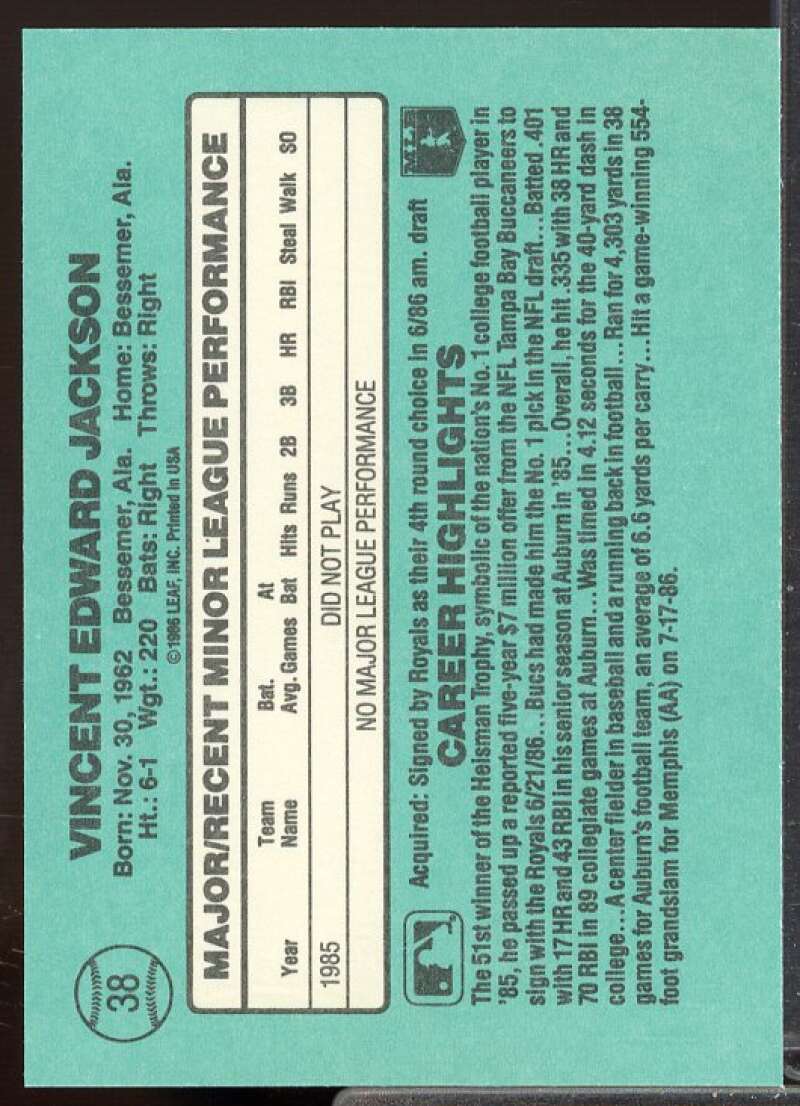 38
VINCENT EDWARD JACKSON
Born: Nov. 30, 1962 Bessemer, Ala. Home: Bessemer, Ala.
Ht.: 6-1 Wgt.: 220 Bats: Right Throws: Right
©1986 LEAF, INC. Printed in USA
MAJOR/RECENT MINOR LEAGUE PERFORMANCE
Year Team Name Bat. Avg. Games At Bat Hits Runs 2B 3B HR RBI Steal Walk SO
1985 DID NOT PLAY
NO MAJOR LEAGUE PERFORMANCE
Acquired: Signed by Royals as their 4th round choice in 6/86 am. draft
MLB
CAREER HIGHLIGHTS
The 51st winner of the Heisman Trophy, symbolic of the nation's No. 1 college football player in
'85, he passed up a reported five-year $7 million offer from the NFL Tampa Bay Buccaneers to
sign with the Royals 6/21/86...Bucs had made him the No. 1 pick in the NFL draft...Batted .401
with 17 HR and 43 RBI in his senior season at Auburn in '85...Overall, he hit .335 with 38 HR and
70 RBI in 89 collegiate games at Auburn...Was timed in 4.12 seconds for the 40-yard dash in
college...A center fielder in baseball and a running back in football...Ran for 4,303 yards in 38
games for Auburn's football team, an average of 6.6 yards per carry...Hit a game-winning 554-
foot grandslam for Memphis (AA) on 7-17-86.